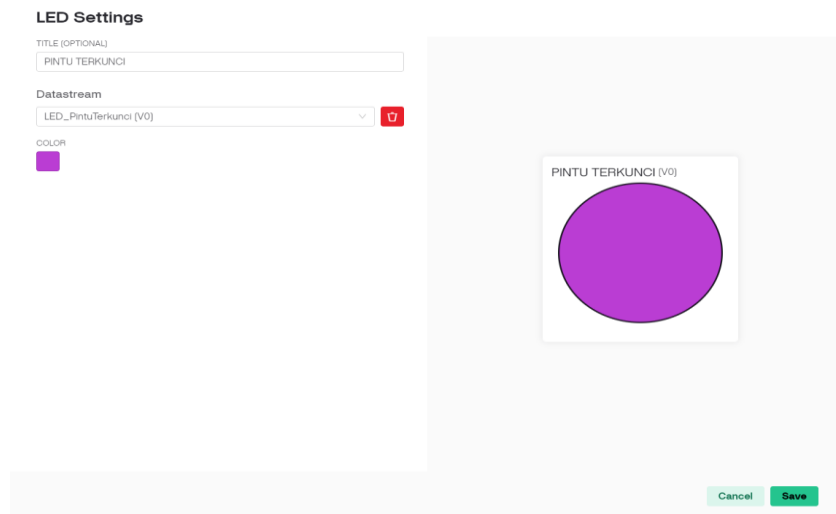 LED Settings
TITLE (OPTIONAL)
PINTU TERKUNCI
Datastream
LED_PintuTerkunci (V0)
COLOR
PINTU TERKUNCI (V0)
Cancel Save